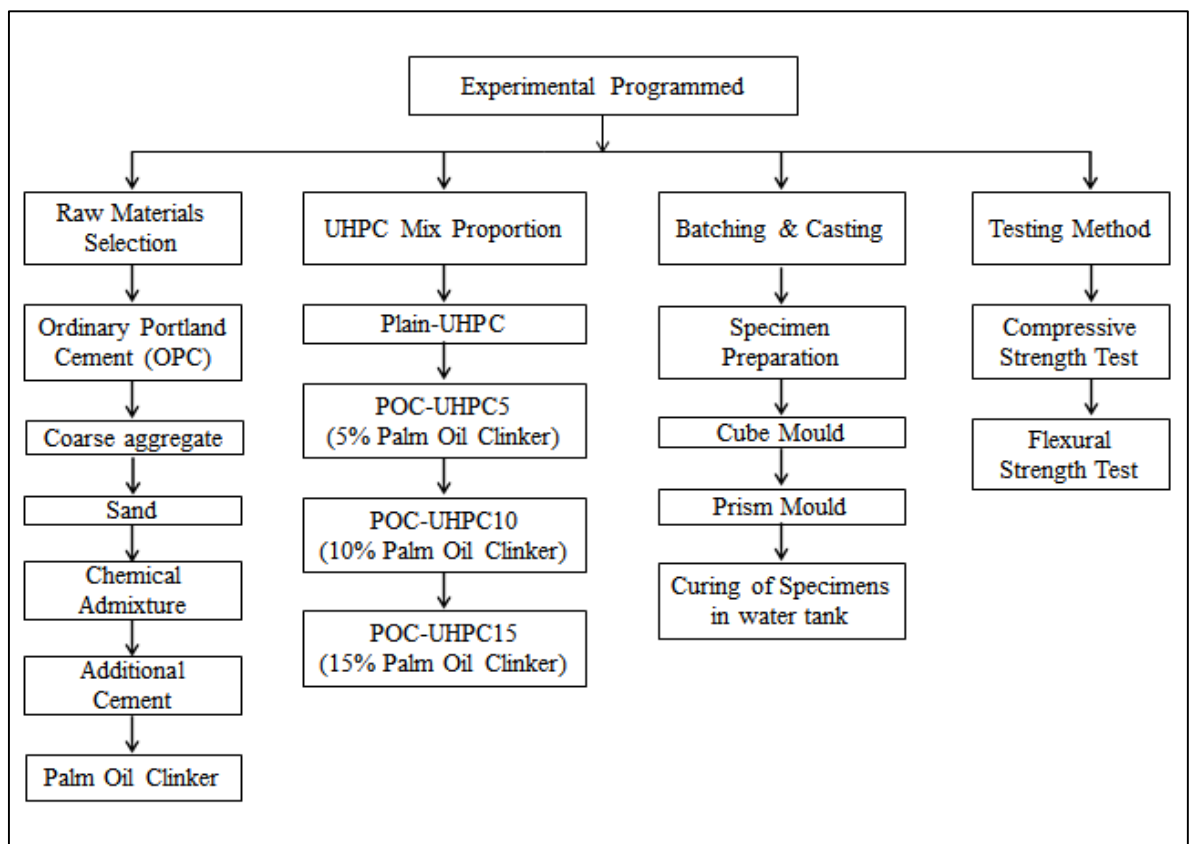 Experimental Programmed
Raw Materials
Selection
Ordinary Portland
Cement (OPC)
Coarse aggregate
Sand
Chemical
Admixture
Additional
Cement
Palm Oil Clinker
UHPC Mix Proportion
Plain-UHPC
POC-UHPC5
(5% Palm Oil Clinker)
POC-UHPC10
(10% Palm Oil Clinker)
POC-UHPC15
(15% Palm Oil Clinker)
Batching & Casting
Specimen
Preparation
Cube Mould
Prism Mould
Curing of Specimens
in water tank
Testing Method
Compressive
Strength Test
Flexural
Strength Test